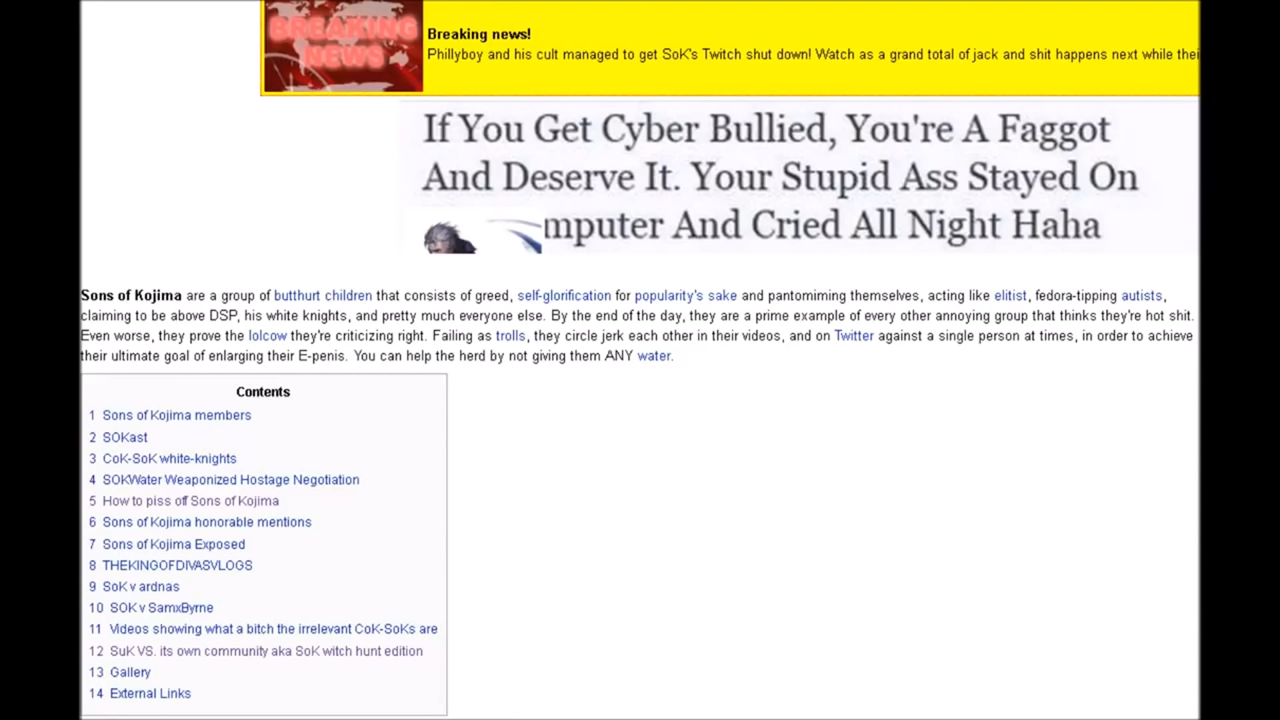 BREAKING
NEWS
Breaking news!
Phillyboy and his cult managed to get SoK's Twitch shut down! Watch as a grand total of jack and shit happens next while thei
If You Get Cyber Bullied, You're A Faggot
And Deserve It. Your Stupid Ass Stayed On
mputer And Cried All Night Haha
Sons of Kojima are a group of butthurt children that consists of greed, self-glorification for popularity's sake and pantomiming themselves, acting like elitist, fedora-tipping autists,
claiming to be above DSP, his white knights, and pretty much everyone else. By the end of the day, they are a prime example of every other annoying group that thinks they're hot shit.
Even worse, they prove the lolcow they're criticizing right. Failing as trolls, they circle jerk each other in their videos, and on Twitter against a single person at times, in order to achieve
their ultimate goal of enlarging their E-penis. You can help the herd by not giving them ANY water.
Contents
1 Sons of Kojima members
2 SOKast
3 CoK-SoK white-knights
4 SOKWater Weaponized Hostage Negotiation
5 How to piss off Sons of Kojima
6 Sons of Kojima honorable mentions
7 Sons of Kojima Exposed
8 THEKINGOFDIVASVLOGS
9 SoK v ardnas
10 SOK v SamxByrne
11 Videos showing what a bitch the irrelevant CoK-SoKs are
12 SuK VS. its own community aka SoK witch hunt edition
13 Gallery
14 External Links